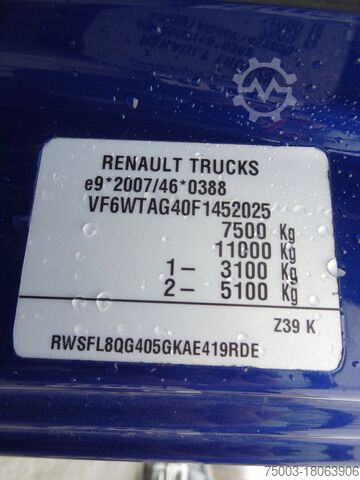 RENAULT TRUCKS
e9*2007/46*0388
VF6WTAG40F1452025
7500 Kg
11000 Kg
1- 3100 Kg
2- 5100 Kg
Z39 K
RWSFL8QG405GKAE419RDE
75003-18063906